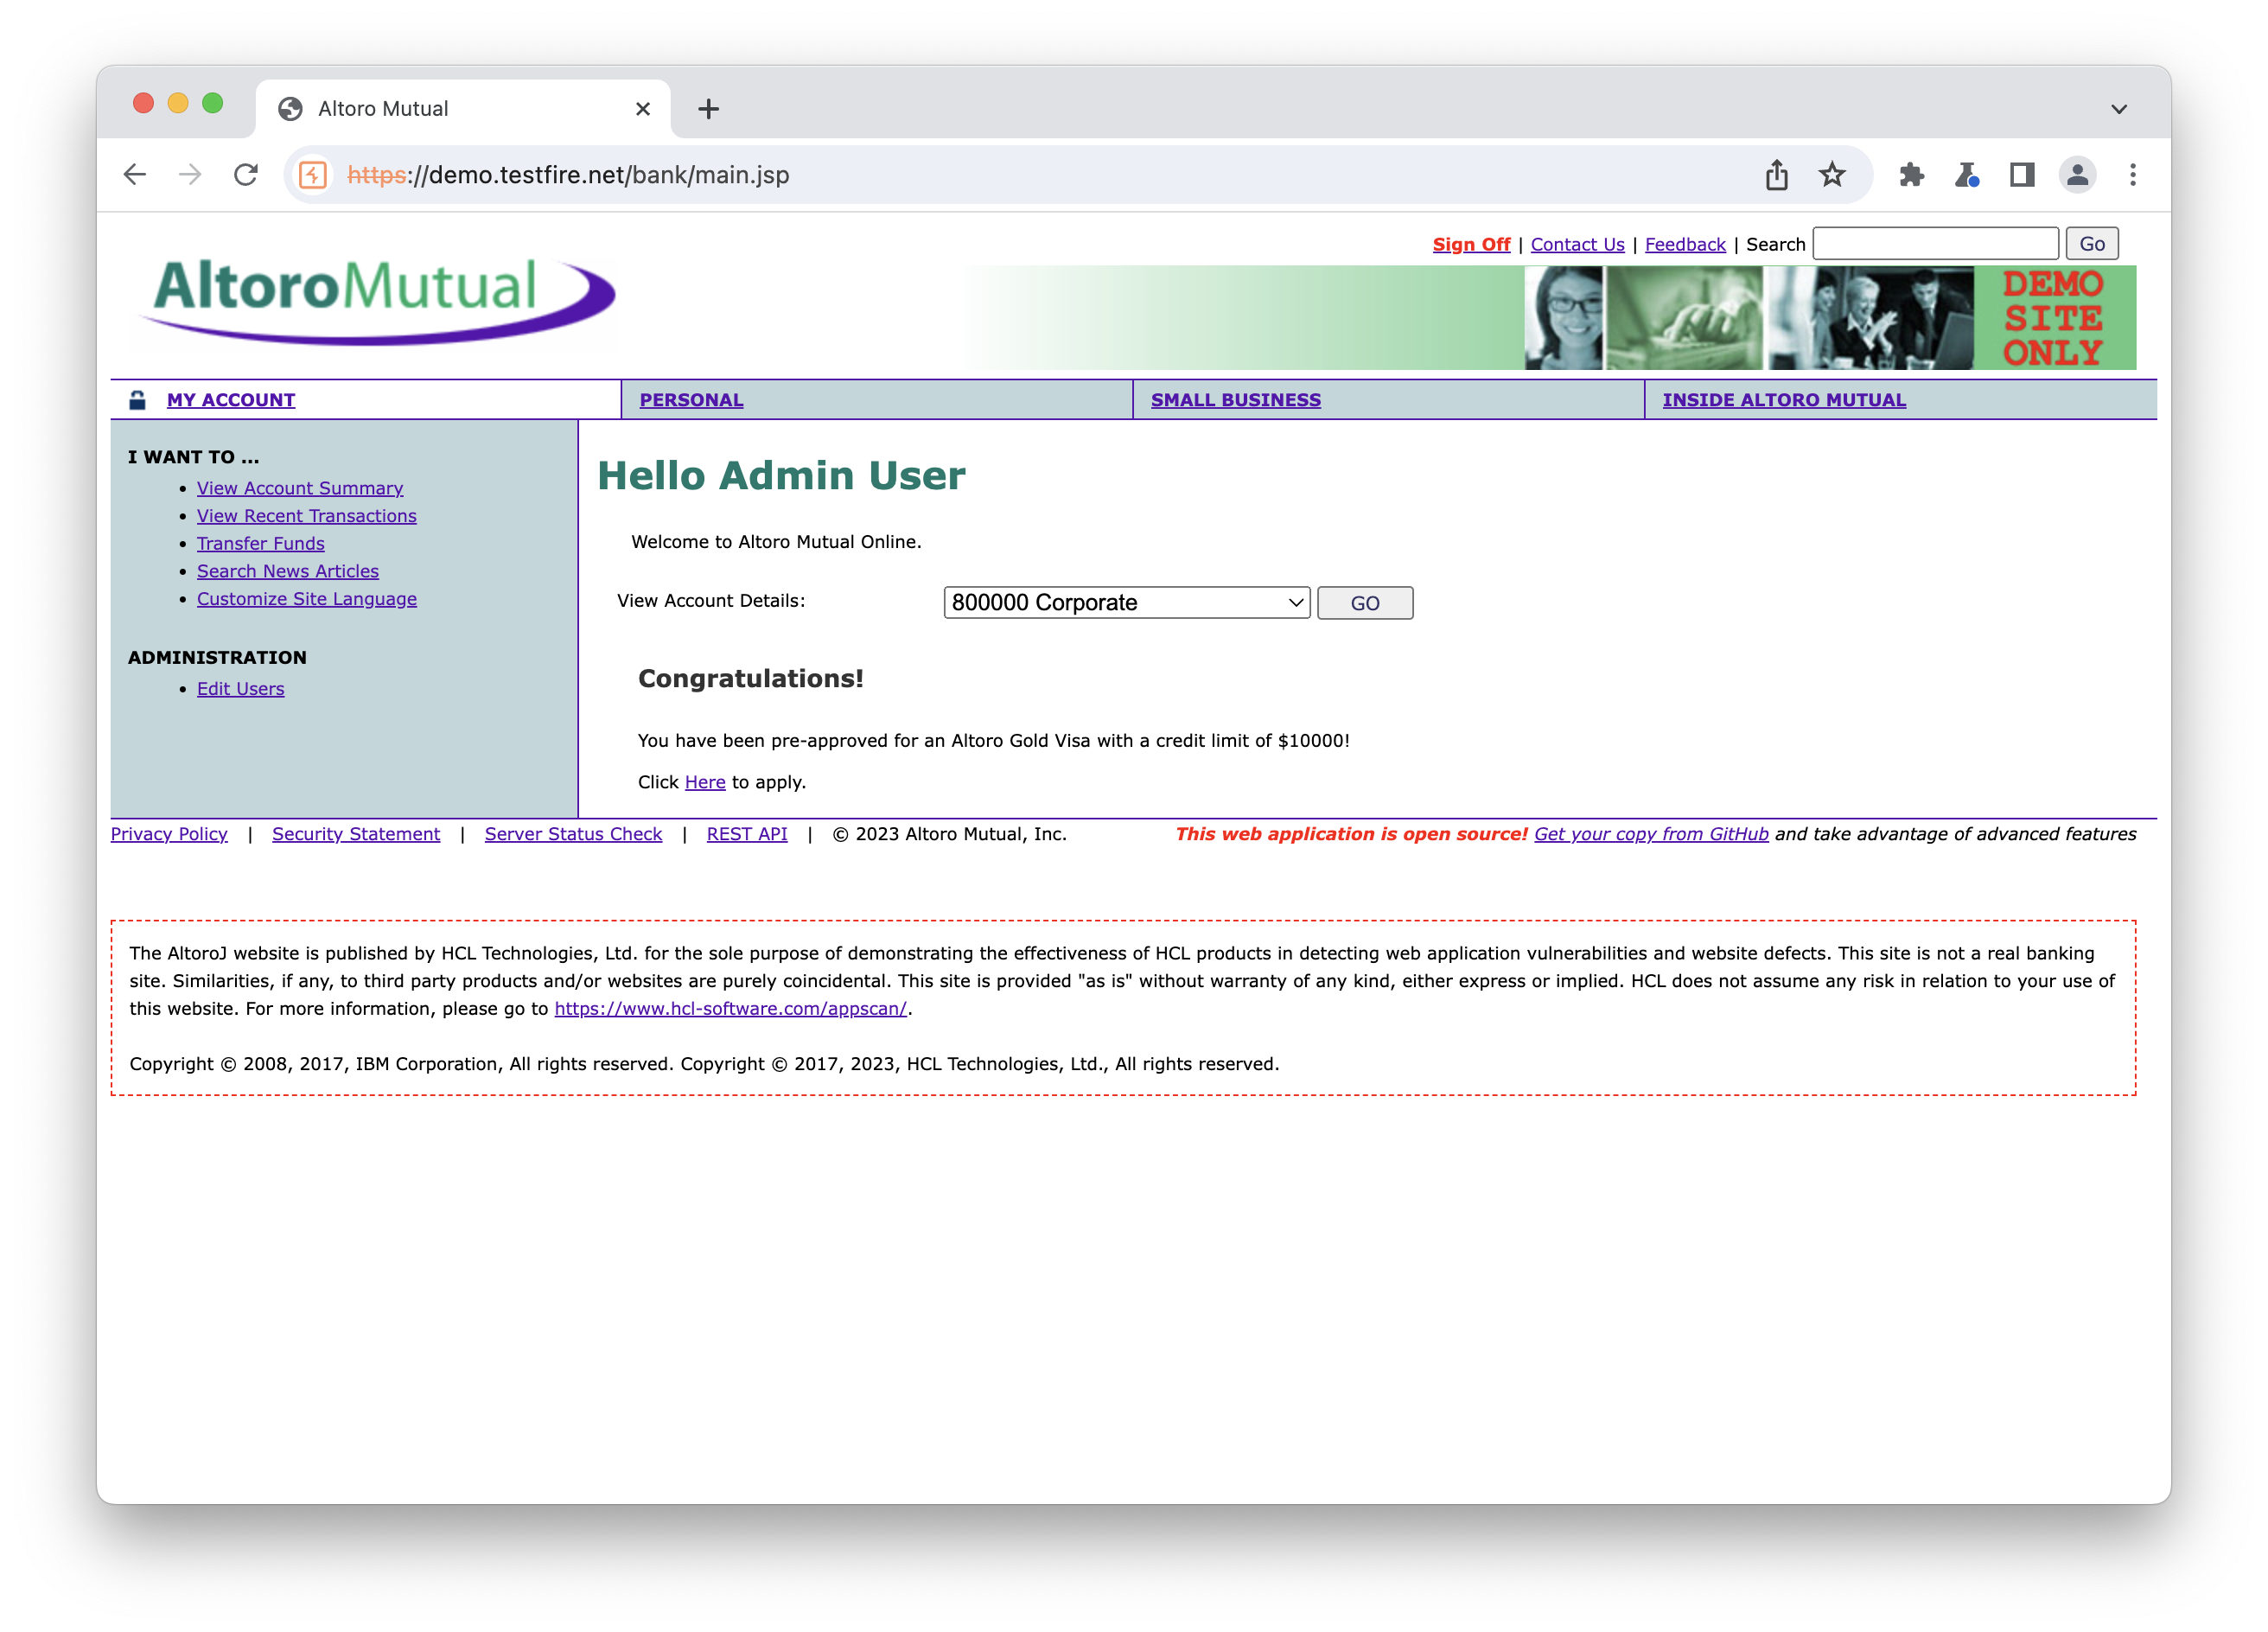 Altoro Mutual
https://demo.testfire.net/bank/main.jsp
Sign Off | Contact Us | Feedback | Search Go
AltoroMutual
DEMO
SITE
ONLY
MY ACCOUNT
PERSONAL
SMALL BUSINESS
INSIDE ALTORO MUTUAL
I WANT TO ...
• View Account Summary
• View Recent Transactions
• Transfer Funds
• Search News Articles
• Customize Site Language
ADMINISTRATION
• Edit Users
Hello Admin User
Welcome to Altoro Mutual Online.
View Account Details: 800000 Corporate GO
Congratulations!
You have been pre-approved for an Altoro Gold Visa with a credit limit of $10000!
Click Here to apply.
Privacy Policy | Security Statement | Server Status Check | REST API | © 2023 Altoro Mutual, Inc.
This web application is open source! Get your copy from GitHub and take advantage of advanced features
The AltoroJ website is published by HCL Technologies, Ltd. for the sole purpose of demonstrating the effectiveness of HCL products in detecting web application vulnerabilities and website defects. This site is not a real banking
site. Similarities, if any, to third party products and/or websites are purely coincidental. This site is provided "as is" without warranty of any kind, either express or implied. HCL does not assume any risk in relation to your use of
this website. For more information, please go to https://www.hcl-software.com/appscan/.
Copyright © 2008, 2017, IBM Corporation, All rights reserved. Copyright © 2017, 2023, HCL Technologies, Ltd., All rights reserved.